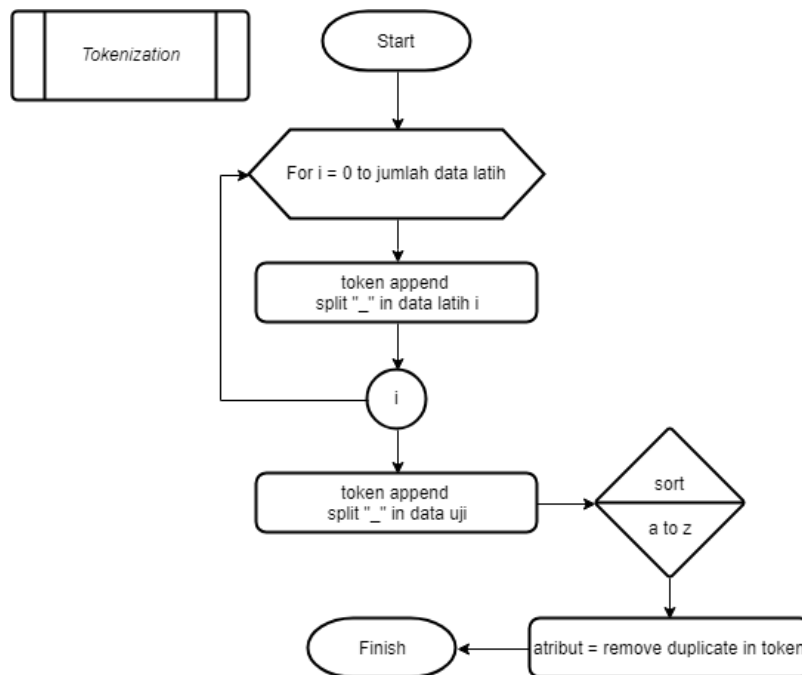 Tokenization
Start
For i = 0 to jumlah data latih
token append
split "_" in data latih i
i
token append
split "_" in data uji
sort
a to z
atribut = remove duplicate in token
Finish